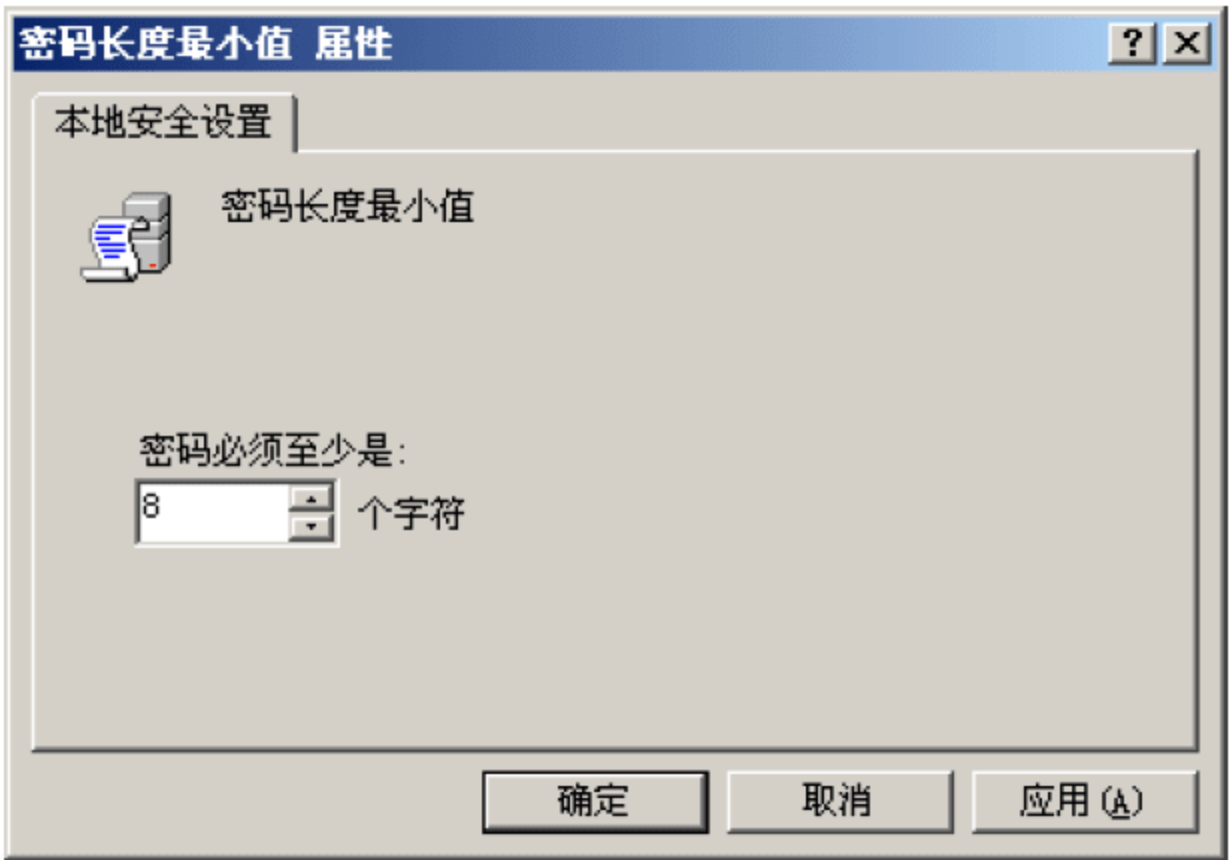 密码长度最小值 属性
本地安全设置
密码长度最小值
密码必须至少是:
8 个字符
确定 取消 应用(A)